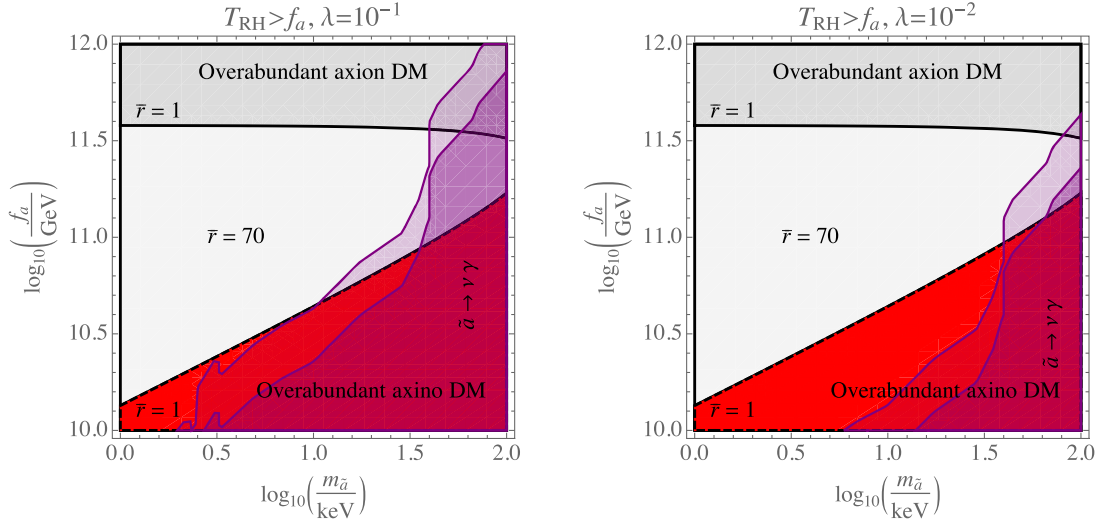 T_RH>f_a, λ=10⁻¹
12.0
11.5
11.0
10.5
10.0
log₁₀(f_a/GeV)
Overabundant axion DM
r̄ = 1
r̄ = 70
ã → ν γ
Overabundant axino DM
r̄ = 1
0.0 0.5 1.0 1.5 2.0
log₁₀(m_ã/keV)
T_RH>f_a, λ=10⁻²
12.0
11.5
11.0
10.5
10.0
log₁₀(f_a/GeV)
Overabundant axion DM
r̄ = 1
r̄ = 70
ã → ν γ
Overabundant axino DM
r̄ = 1
0.0 0.5 1.0 1.5 2.0
log₁₀(m_ã/keV)